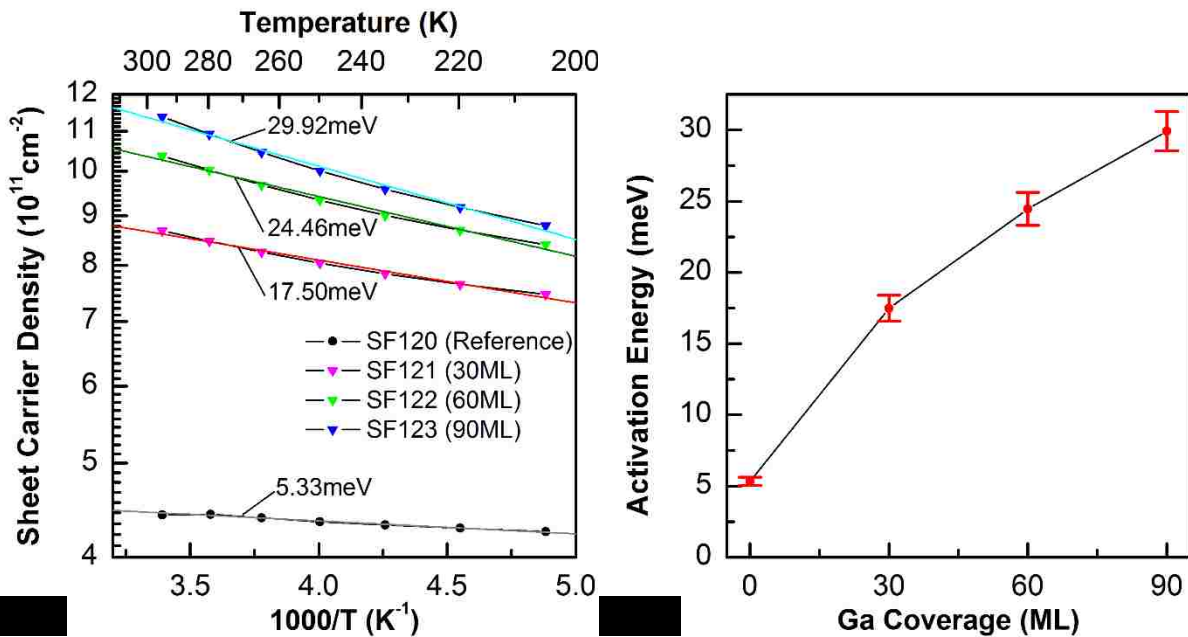 Temperature (K)
300 280 260 240 220 200
Sheet Carrier Density (10¹¹cm⁻²)
12
11
10
9
8
7
6
5
4
29.92meV
24.46meV
17.50meV
SF120 (Reference)
SF121 (30ML)
SF122 (60ML)
SF123 (90ML)
5.33meV
3.5 4.0 4.5 5.0
1000/T (K⁻¹)
Activation Energy (meV)
30
25
20
15
10
5
0
0 30 60 90
Ga Coverage (ML)